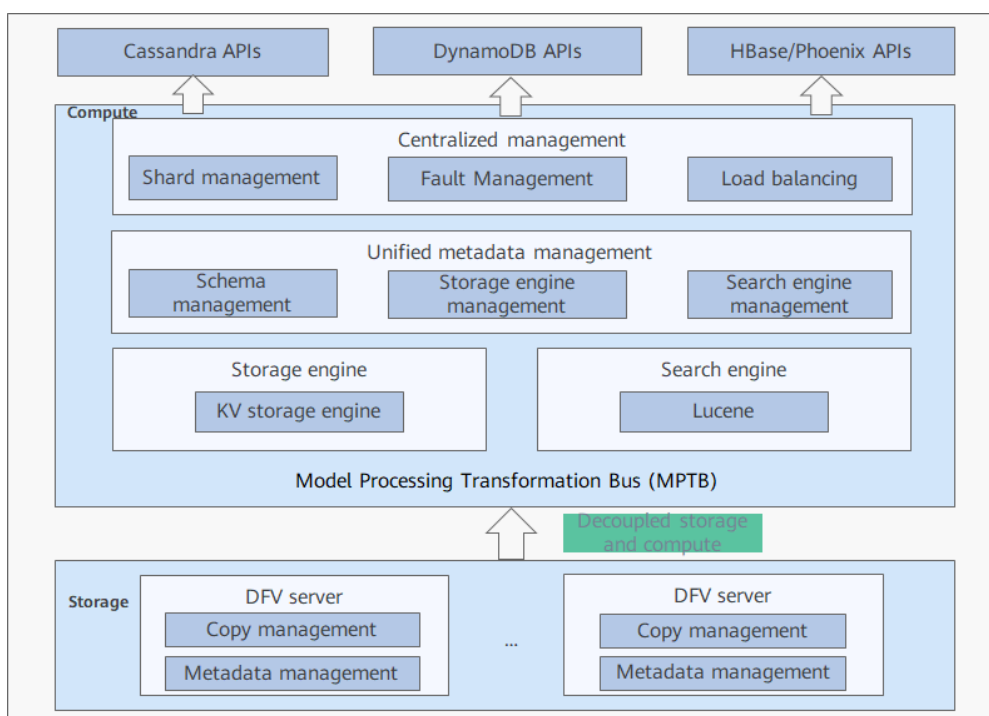 Cassandra APIs
DynamoDB APIs
HBase/Phoenix APIs
Compute
Centralized management
Shard management
Fault Management
Load balancing
Unified metadata management
Schema
management
Storage engine
management
Search engine
management
Storage engine
KV storage engine
Search engine
Lucene
Model Processing Transformation Bus (MPTB)
Decoupled storage
and compute
Storage
DFV server
Copy management
Metadata management
...
DFV server
Copy management
Metadata management